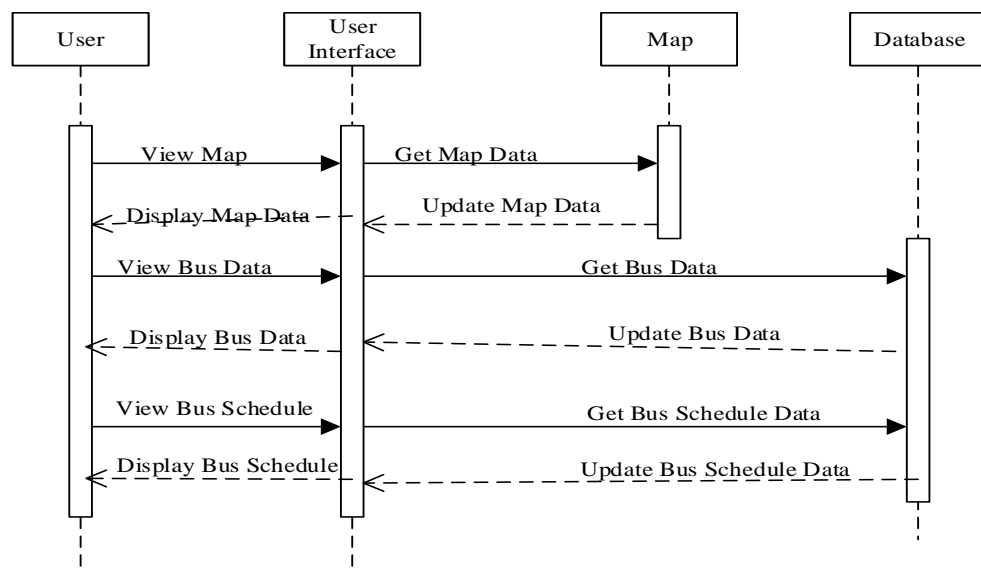 User
User
Interface
Map
Database
View Map
Get Map Data
Display Map Data
Update Map Data
View Bus Data
Get Bus Data
Display Bus Data
Update Bus Data
View Bus Schedule
Get Bus Schedule Data
Display Bus Schedule
Update Bus Schedule Data